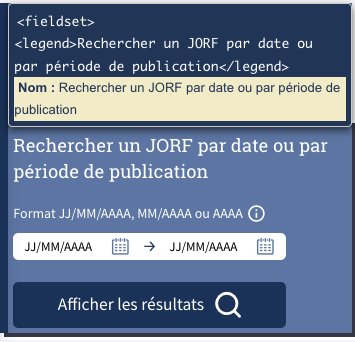 <fieldset>
<legend>Rechercher un JORF par date ou
par période de publication</legend>
Nom : Rechercher un JORF par date ou par période de
publication
Rechercher un JORF par date ou par
période de publication
Format JJ/MM/AAAA, MM/AAAA ou AAAA
JJ/MM/AAAA → JJ/MM/AAAA
Afficher les résultats